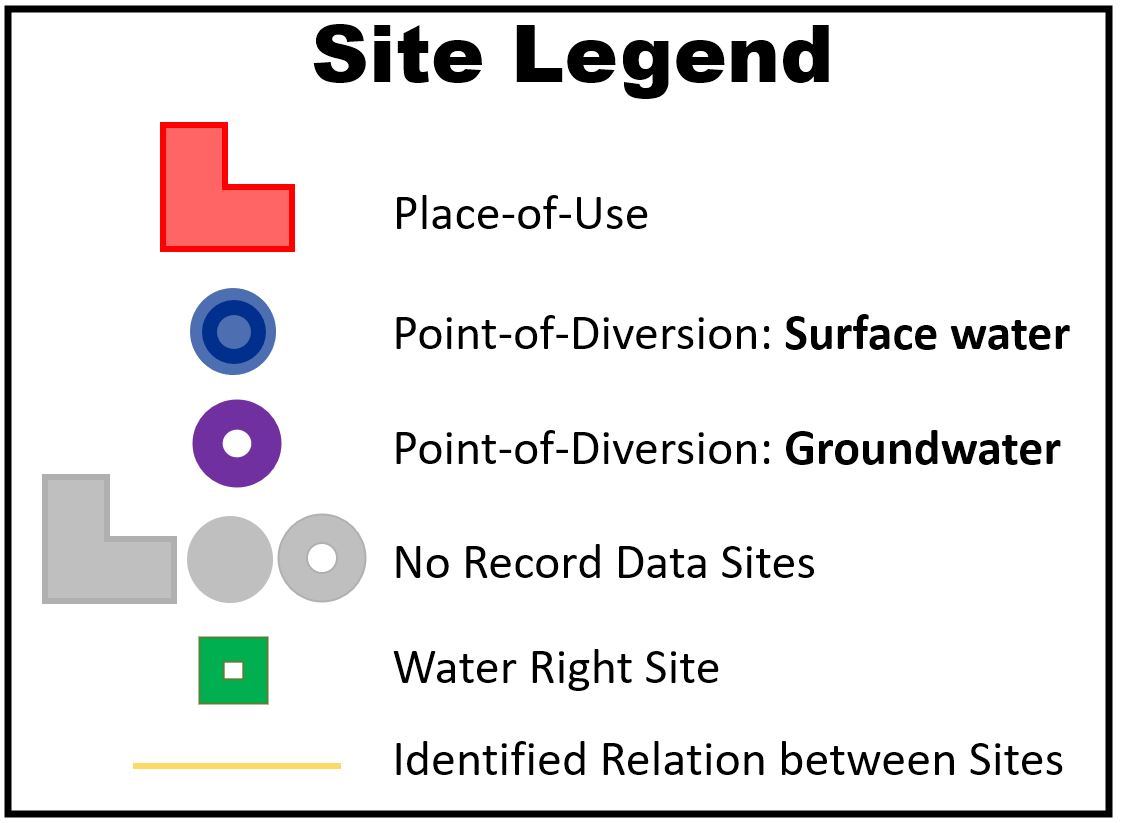 Site Legend
Place-of-Use
Point-of-Diversion: Surface water
Point-of-Diversion: Groundwater
No Record Data Sites
Water Right Site
Identified Relation between Sites